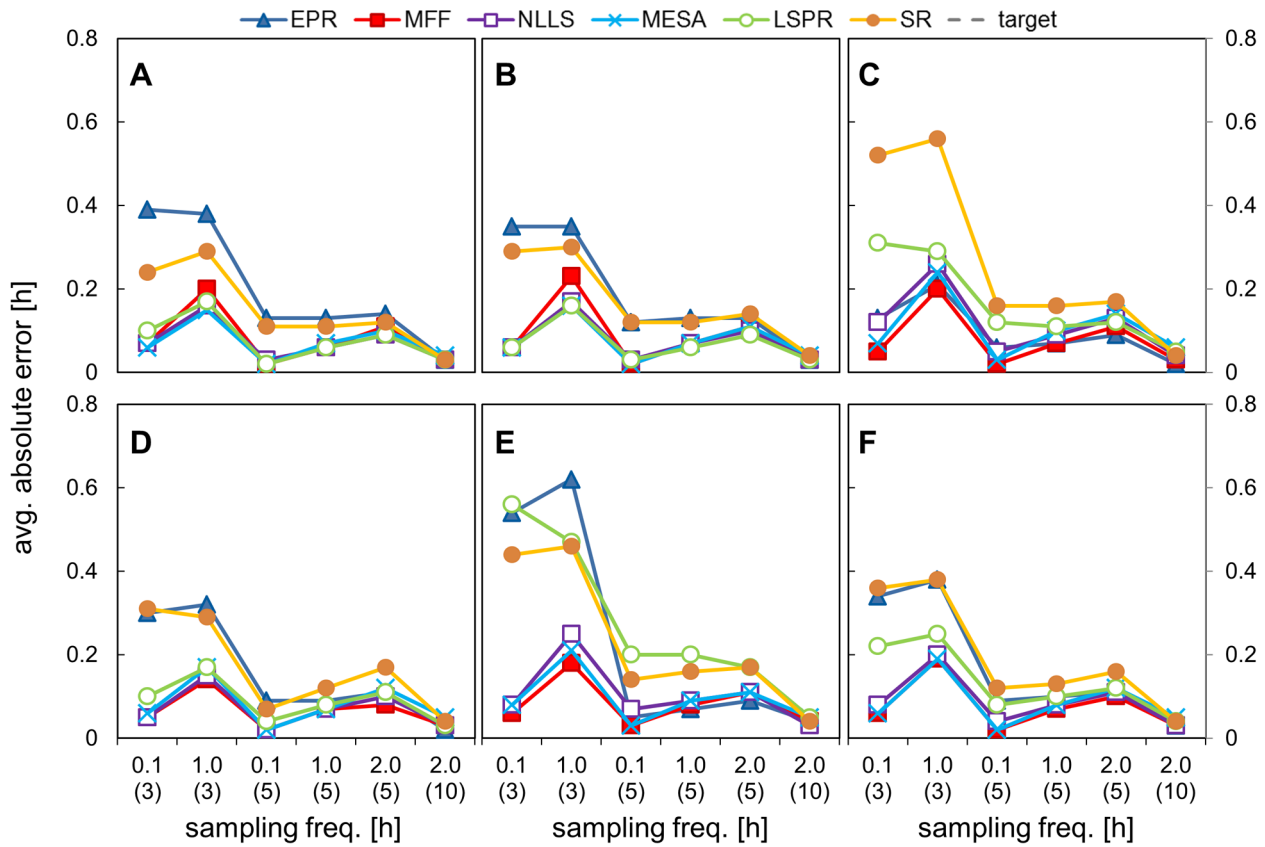 EPR MFF NLLS MESA LSPR SR target
0.8 0.8
A B C
0.6 0.6
0.4 0.4
0.2 0.2
0 0
avg. absolute error [h]
0.8 0.8
D E F
0.6 0.6
0.4 0.4
0.2 0.2
0 0
0.1 1.0 0.1 1.0 2.0 2.0 0.1 1.0 0.1 1.0 2.0 2.0 0.1 1.0 0.1 1.0 2.0 2.0
(3) (3) (5) (5) (5) (10) (3) (3) (5) (5) (5) (10) (3) (3) (5) (5) (5) (10)
sampling freq. [h] sampling freq. [h] sampling freq. [h]